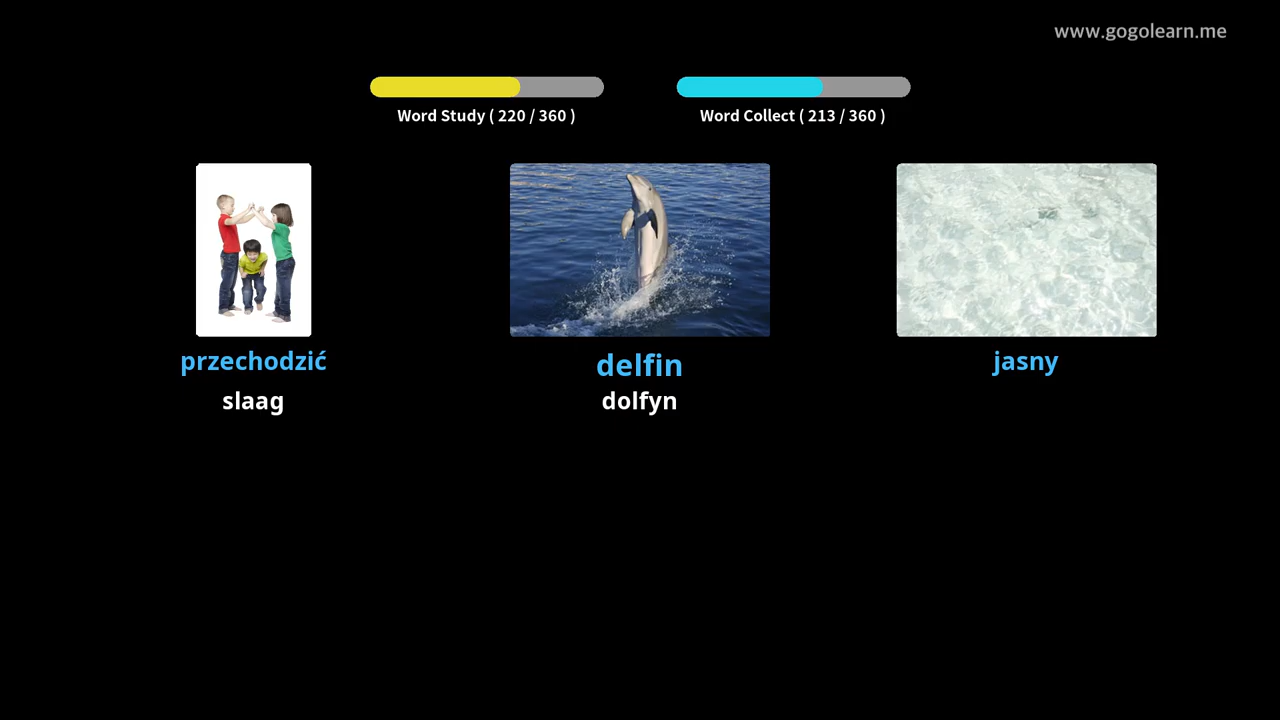 www.gogolearn.me
Word Study ( 220 / 360 )
Word Collect ( 213 / 360 )
przechodzić
delfin
jasny
slaag
dolfyn